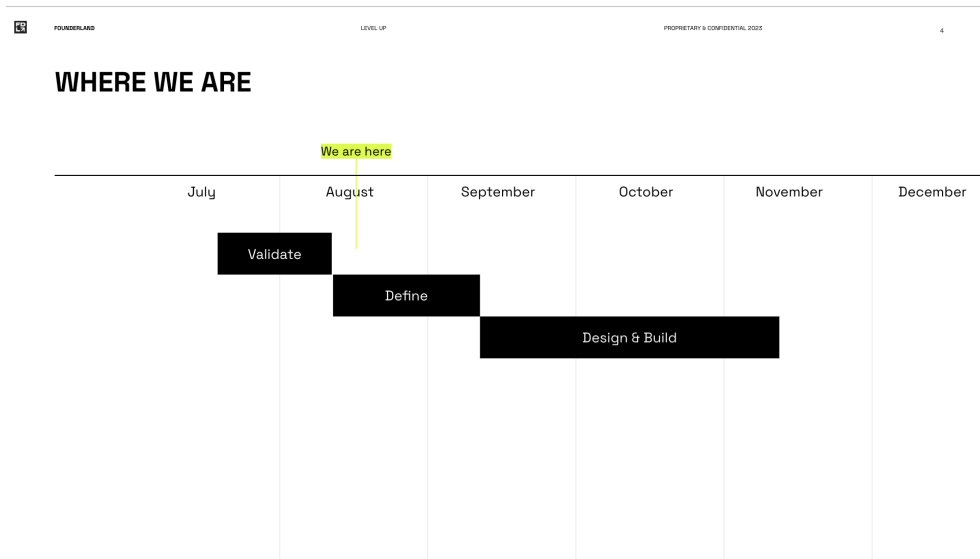 FDLR
FOUNDERLAND
LEVEL UP
PROPRIETARY & CONFIDENTIAL 2023
4
WHERE WE ARE
We are here
July
August
September
October
November
December
Validate
Define
Design & Build